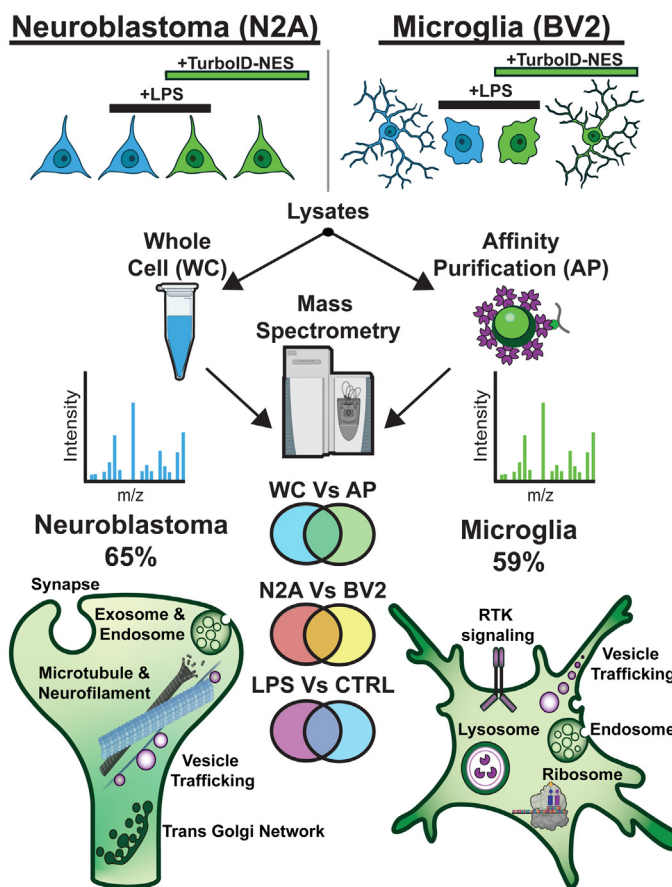 Neuroblastoma (N2A)
+TurboID-NES
+LPS
Microglia (BV2)
+TurboID-NES
+LPS
Lysates
Whole
Cell (WC)
Affinity
Purification (AP)
Mass
Spectrometry
Intensity
m/z
Intensity
m/z
WC Vs AP
N2A Vs BV2
LPS Vs CTRL
Neuroblastoma
65%
Synapse
Exosome &
Endosome
Microtubule &
Neurofilament
Vesicle
Trafficking
Trans Golgi Network
Microglia
59%
RTK
signaling
Vesicle
Trafficking
Lysosome
Endosome
Ribosome